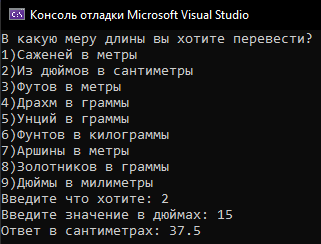 Консоль отладки Microsoft Visual Studio
В какую меру длины вы хотите перевести?
1)Саженей в метры
2)Из дюймов в сантиметры
3)Футов в метры
4)Драхм в граммы
5)Унций в граммы
6)Фунтов в килограммы
7)Аршины в метры
8)Золотников в граммы
9)Дюймы в милиметры
Введите что хотите: 2
Введите значение в дюймах: 15
Ответ в сантиметрах: 37.5